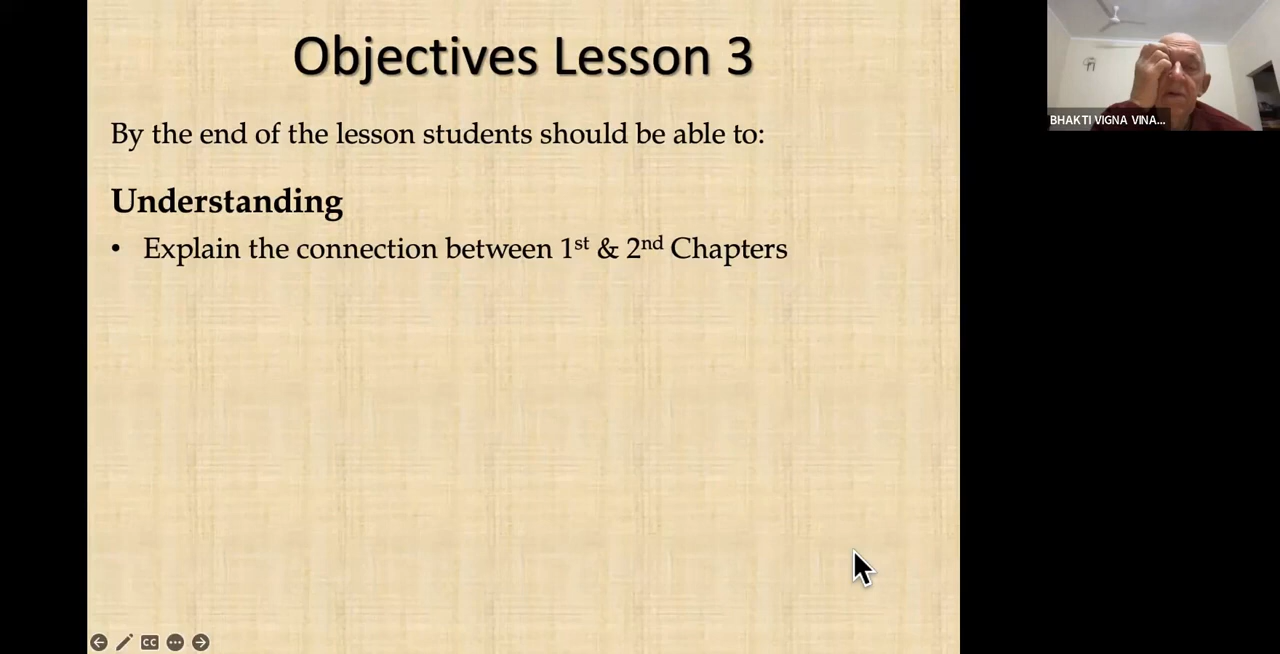 Objectives Lesson 3
By the end of the lesson students should be able to:
Understanding
• Explain the connection between 1st & 2nd Chapters
BHAKTI VIGNA VINA...
CC